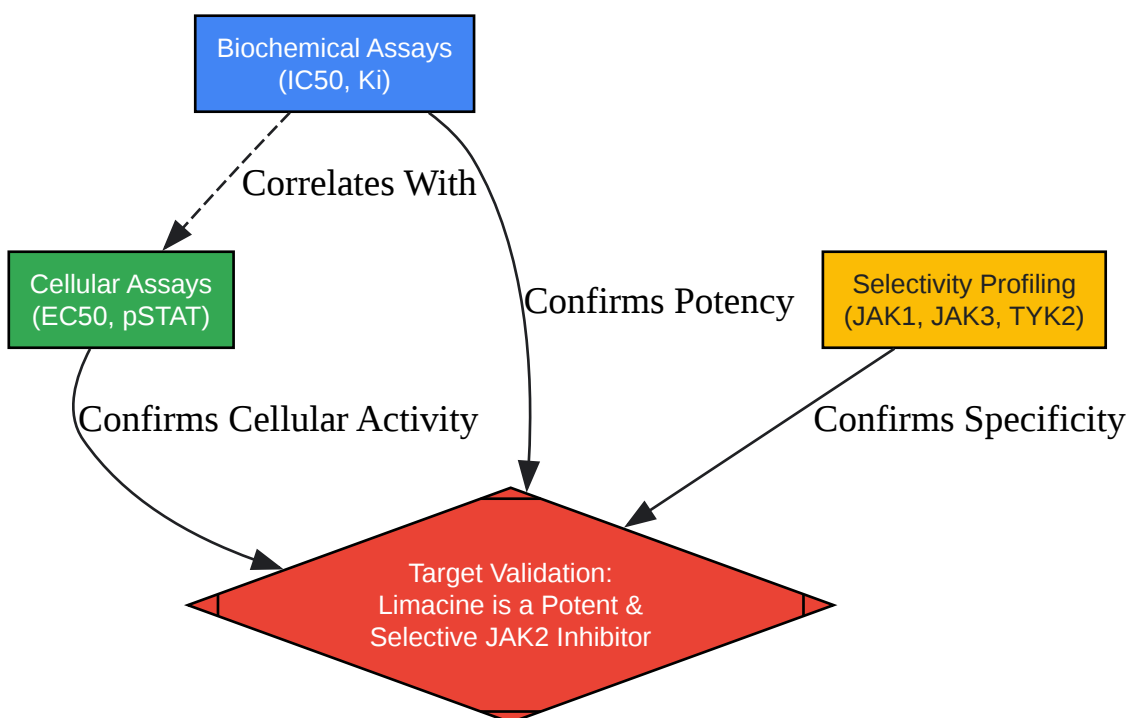 Biochemical Assays
(IC50, Ki)
Correlates With
Cellular Assays
(EC50, pSTAT)
Confirms Potency
Selectivity Profiling
(JAK1, JAK3, TYK2)
Confirms Cellular Activity
Confirms Specificity
Target Validation:
Limacine is a Potent &
Selective JAK2 Inhibitor